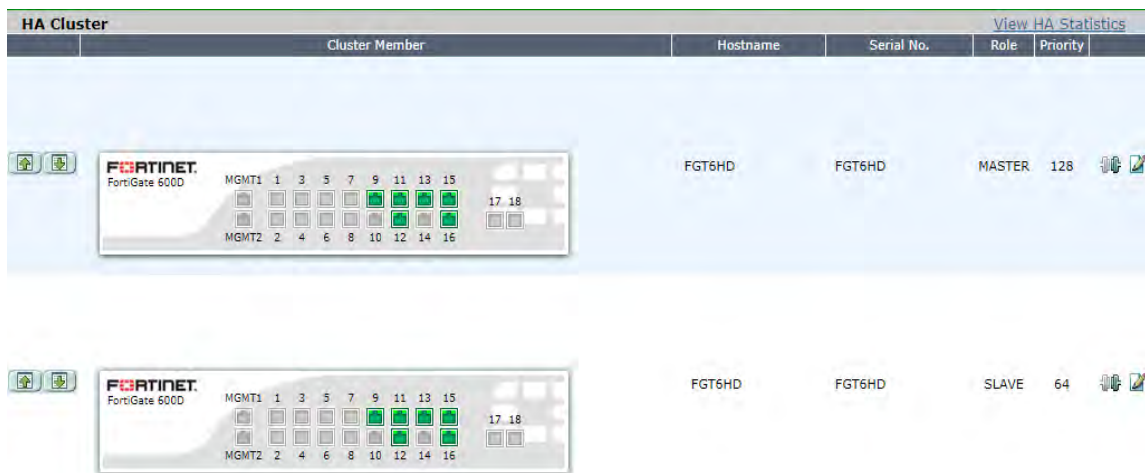 HA Cluster View HA Statistics
Cluster Member Hostname Serial No. Role Priority
FORTINET.
FortiGate 600D
MGMT1 1 3 5 7 9 11 13 15
17 18
MGMT2 2 4 6 8 10 12 14 16
FGT6HD FGT6HD MASTER 128
FORTINET.
FortiGate 600D
MGMT1 1 3 5 7 9 11 13 15
17 18
MGMT2 2 4 6 8 10 12 14 16
FGT6HD FGT6HD SLAVE 64